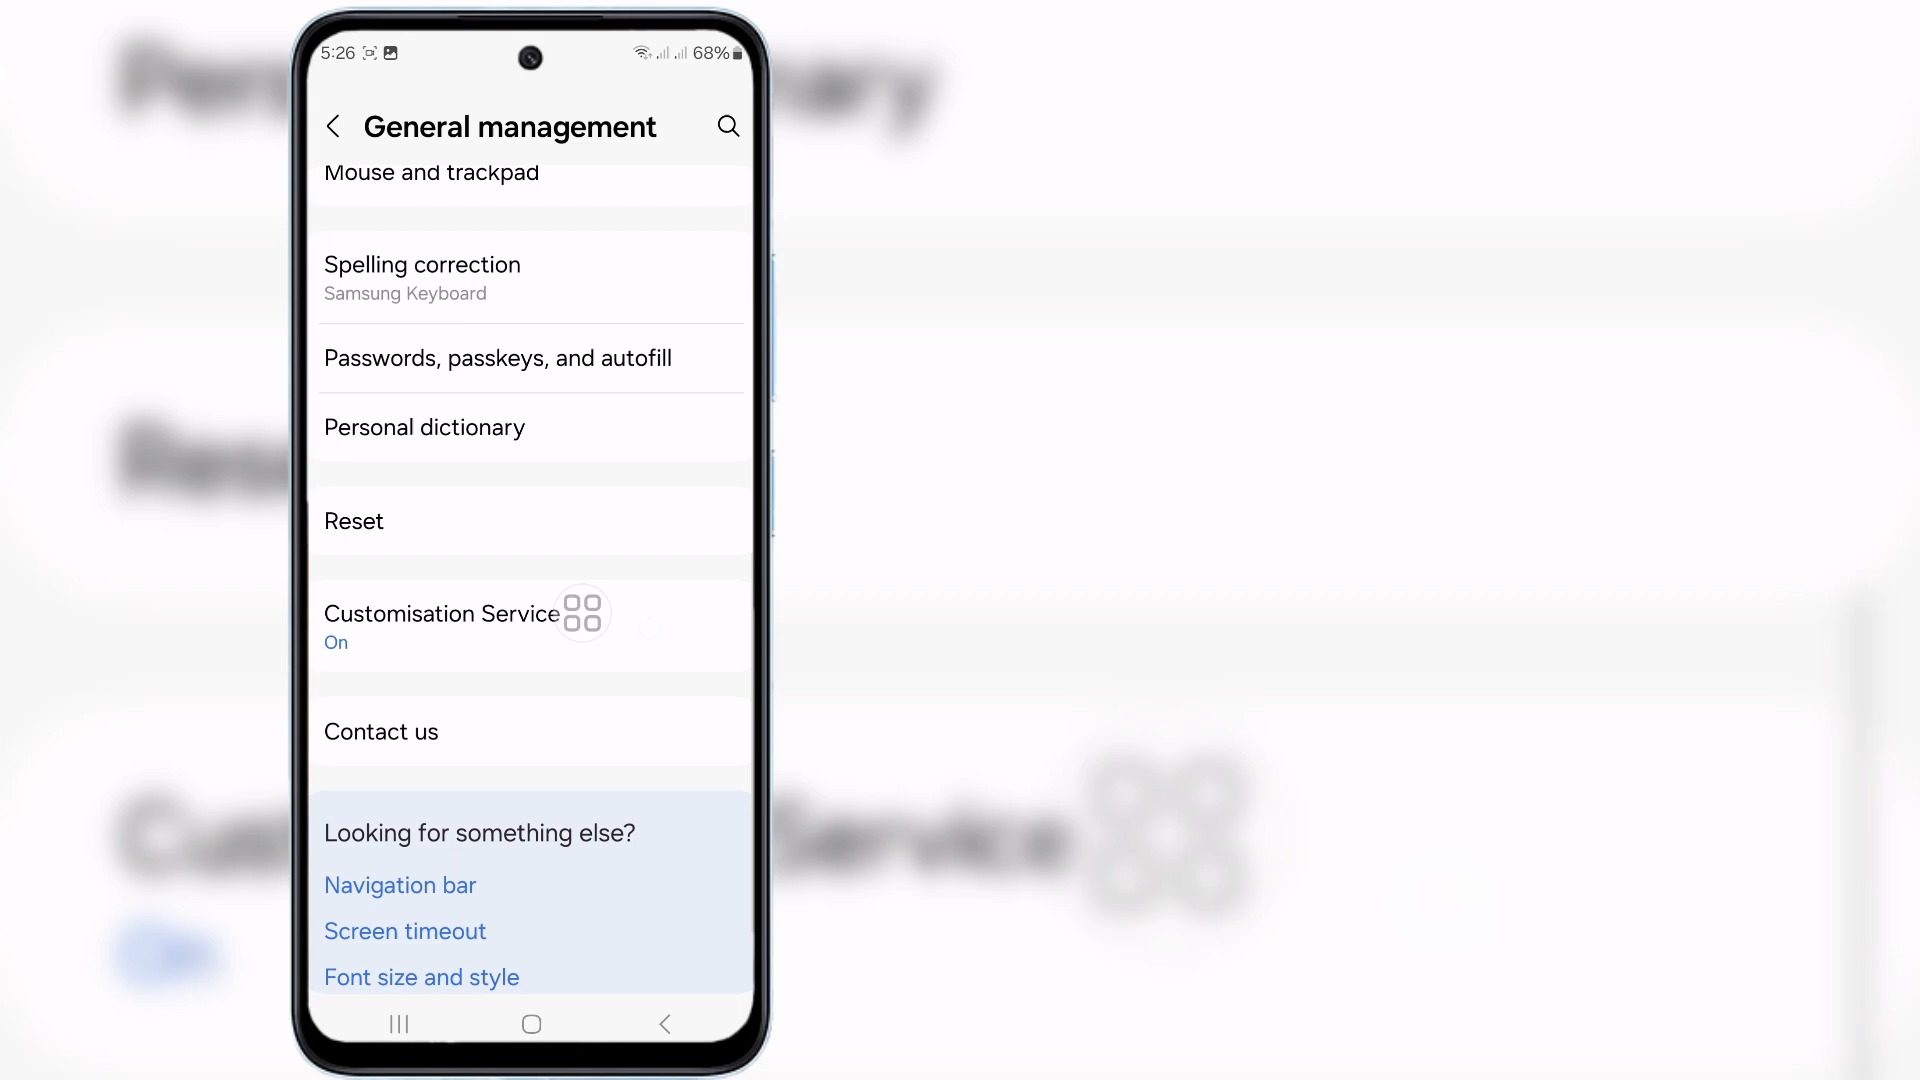 5:26
68%
General management
Mouse and trackpad
Spelling correction
Samsung Keyboard
Passwords, passkeys, and autofill
Personal dictionary
Reset
Customisation Service
On
Contact us
Looking for something else?
Navigation bar
Screen timeout
Font size and style